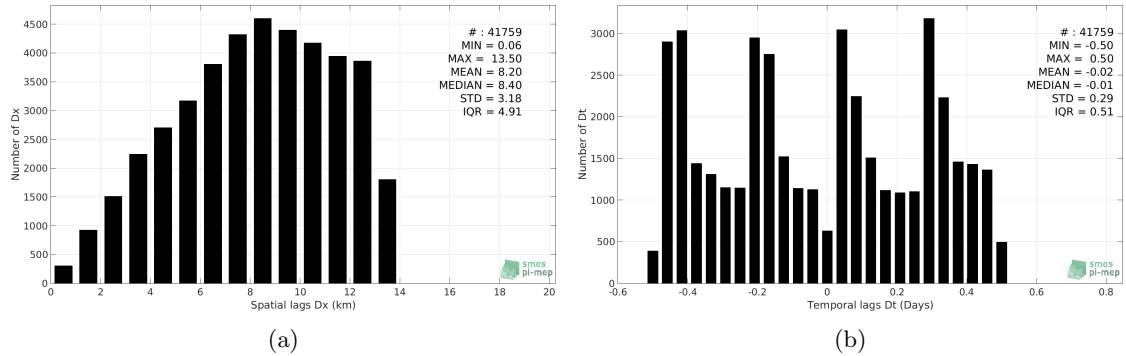 4500
4000
3500
3000
2500
2000
1500
1000
500
0
Number of Dx
# : 41759
MIN = 0.06
MAX = 13.50
MEAN = 8.20
MEDIAN = 8.40
STD = 3.18
IQR = 4.91
smos
pi-mep
0 2 4 6 8 10 12 14 16 18 20
Spatial lags Dx (km)
(a)
3000
2500
2000
1500
1000
500
0
Number of Dt
# : 41759
MIN = -0.50
MAX = 0.50
MEAN = -0.02
MEDIAN = -0.01
STD = 0.29
IQR = 0.51
smos
pi-mep
-0.6 -0.4 -0.2 0 0.2 0.4 0.6 0.8
Temporal lags Dt (Days)
(b)